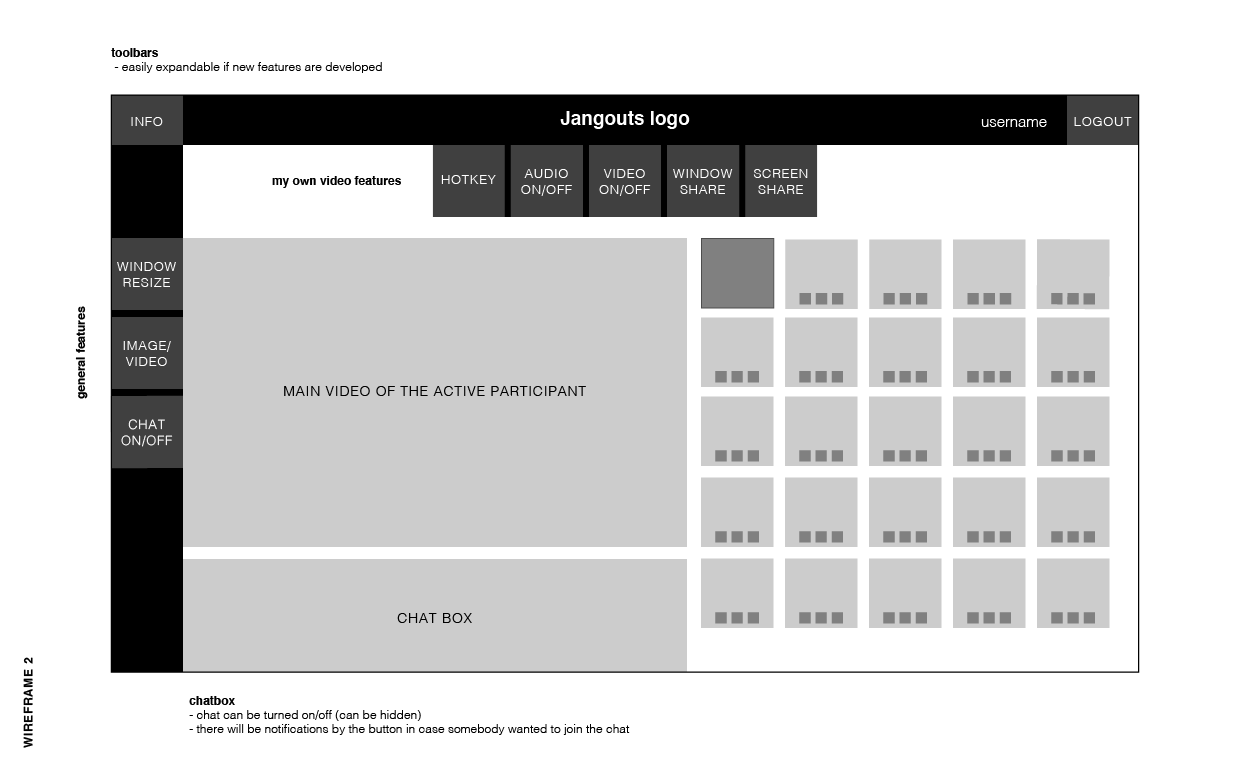 toolbars
- easily expandable if new features are developed
INFO
Jangouts logo
username
LOGOUT
my own video features
HOTKEY
AUDIO
ON/OFF
VIDEO
ON/OFF
WINDOW
SHARE
SCREEN
SHARE
general features
WINDOW
RESIZE
IMAGE/
VIDEO
CHAT
ON/OFF
MAIN VIDEO OF THE ACTIVE PARTICIPANT
CHAT BOX
WIREFRAME 2
chatbox
- chat can be turned on/off (can be hidden)
- there will be notifications by the button in case somebody wanted to join the chat